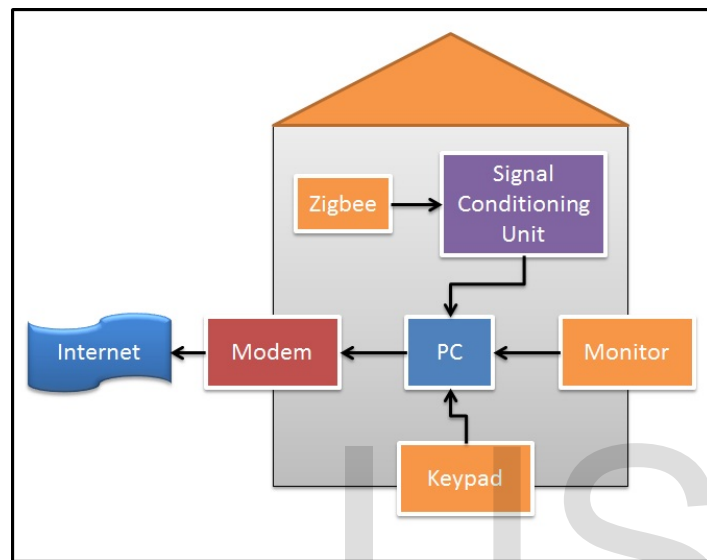 Signal
Conditioning
Unit
Zigbee
Internet
Modem
PC
Monitor
Keypad